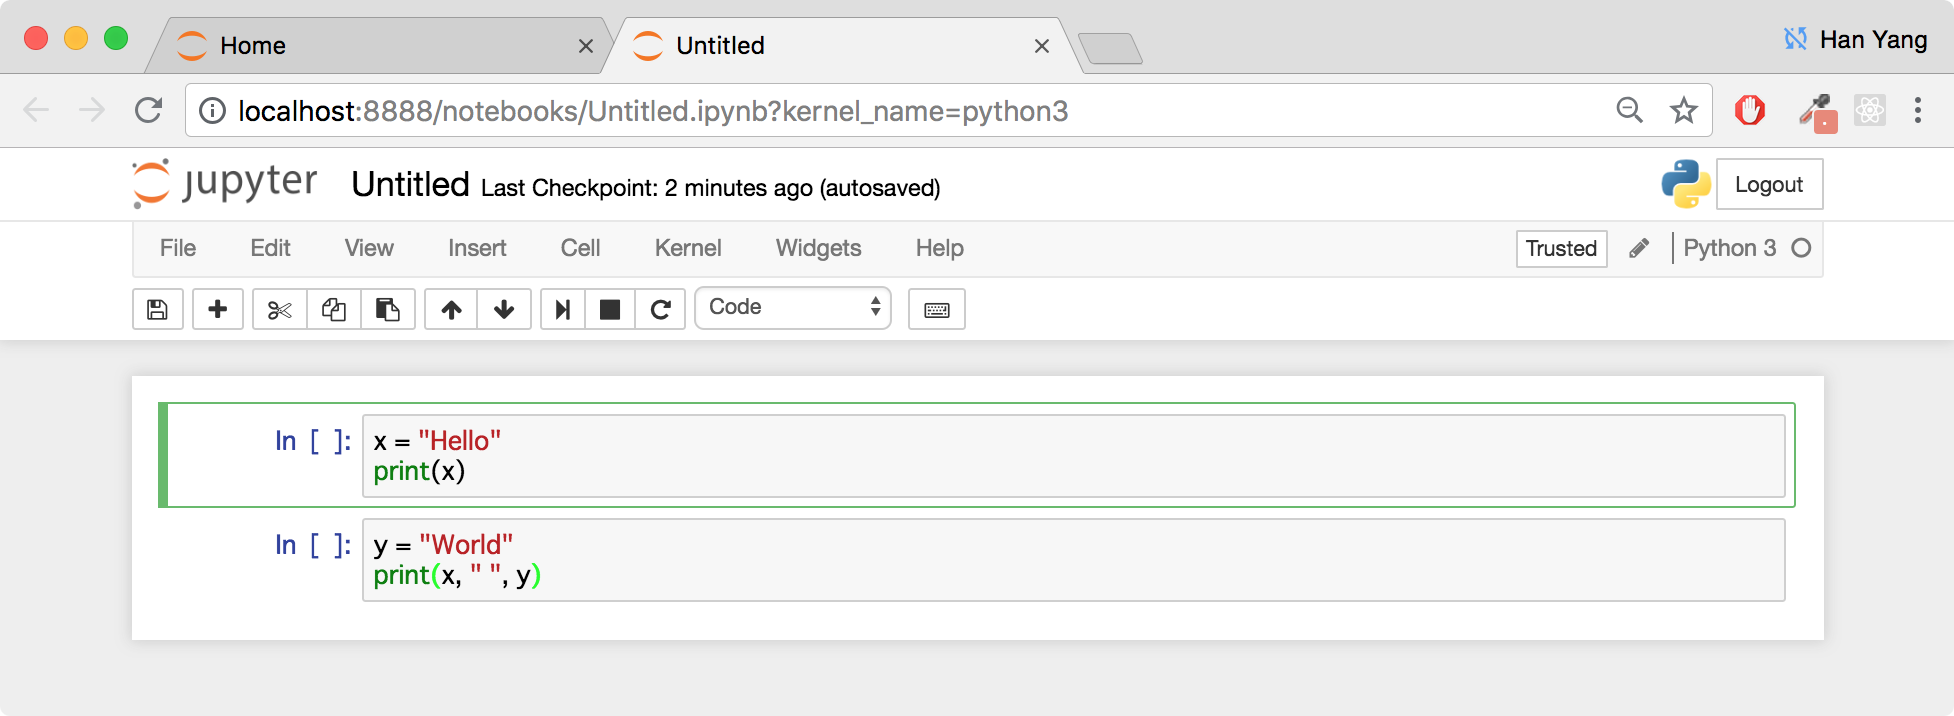 Home
Untitled
Han Yang
localhost:8888/notebooks/Untitled.ipynb?kernel_name=python3
jupyter Untitled Last Checkpoint: 2 minutes ago (autosaved)
Logout
File Edit View Insert Cell Kernel Widgets Help
Trusted
Python 3
Code
In [ ]: x = "Hello"
print(x)
In [ ]: y = "World"
print(x, " ", y)